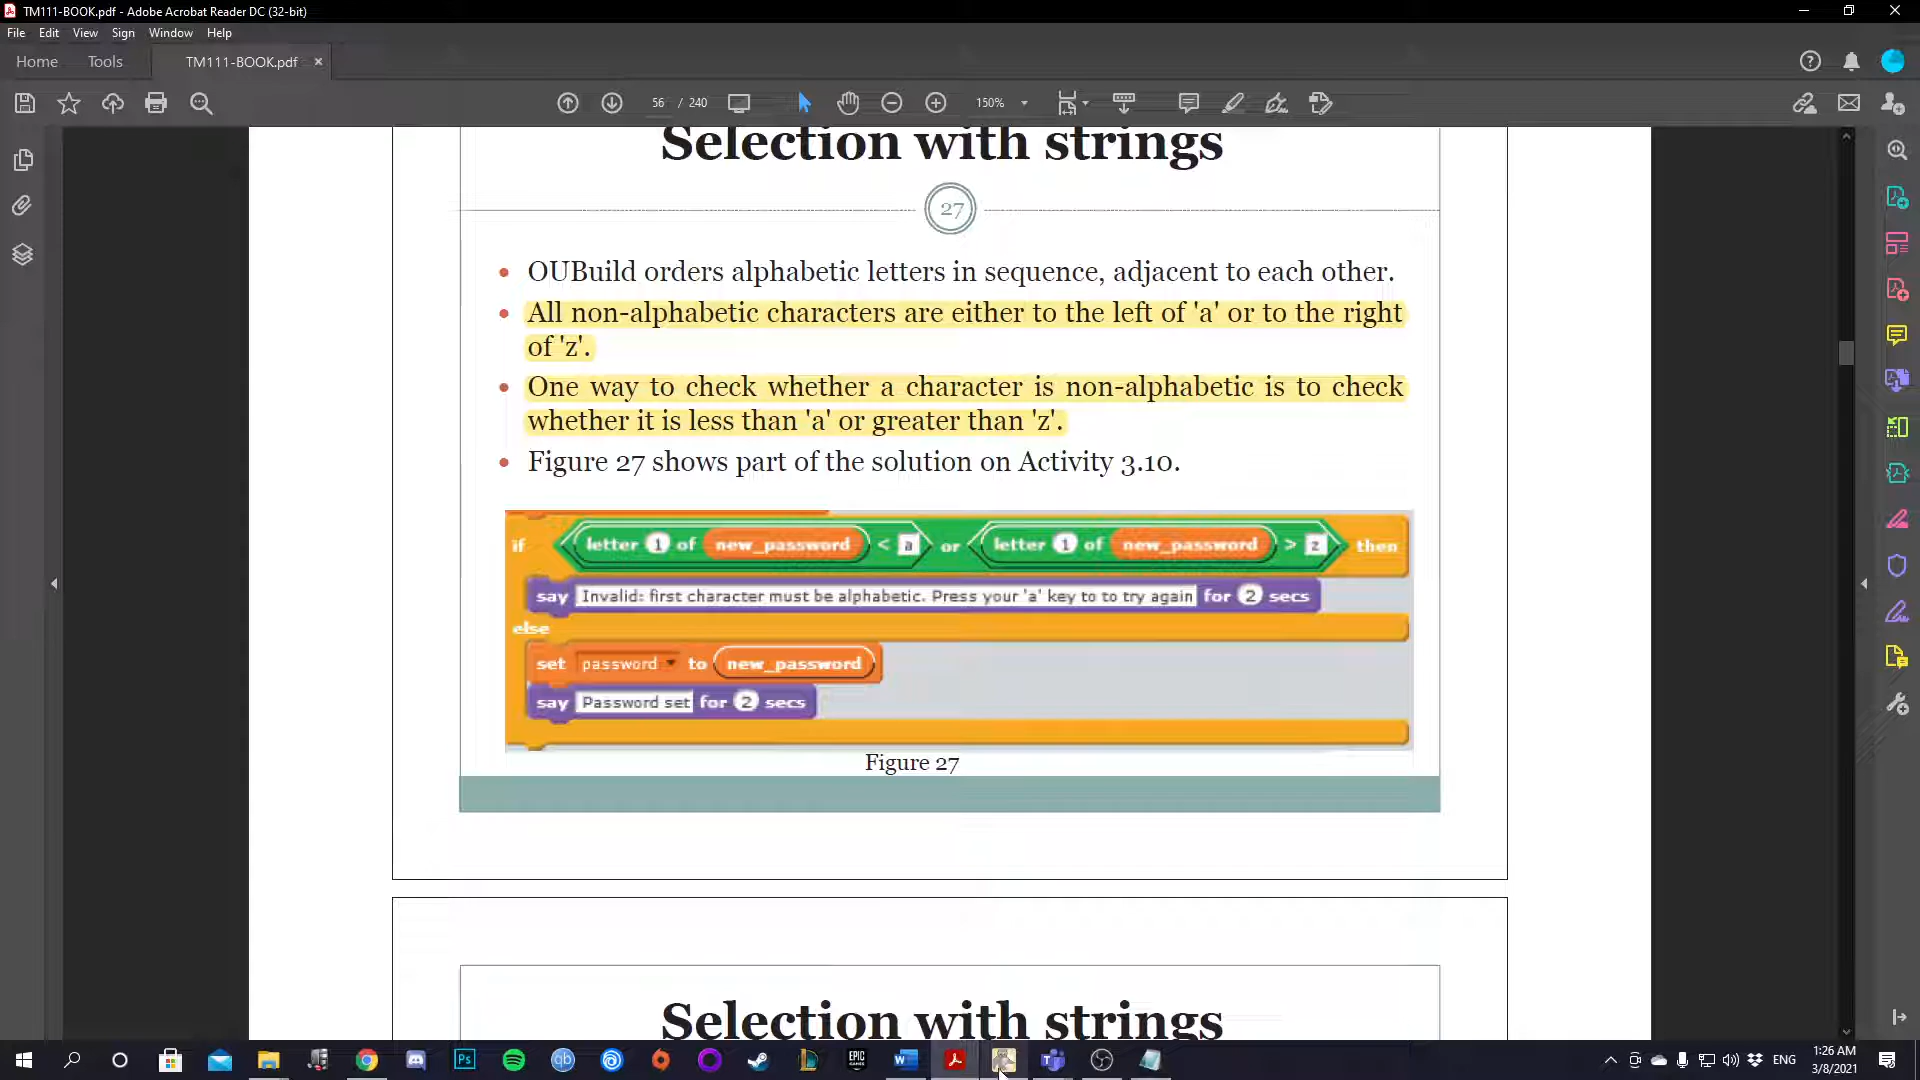 TM111-BOOK.pdf - Adobe Acrobat Reader DC (32-bit)
File Edit View Sign Window Help
Home Tools TM111-BOOK.pdf ×
56 / 240 150%
Selection with strings
27
• OUBuild orders alphabetic letters in sequence, adjacent to each other.
• All non-alphabetic characters are either to the left of 'a' or to the right
of 'z'.
• One way to check whether a character is non-alphabetic is to check
whether it is less than 'a' or greater than 'z'.
• Figure 27 shows part of the solution on Activity 3.10.
if letter 1 of new_password < a or letter 1 of new_password > z then
say Invalid: first character must be alphabetic. Press your 'a' key to to try again for 2 secs
else
set password to new_password
say Password set for 2 secs
Figure 27
Selection with strings
Ps qb EPIC GAMES W ENG 1:26 AM
3/8/2021